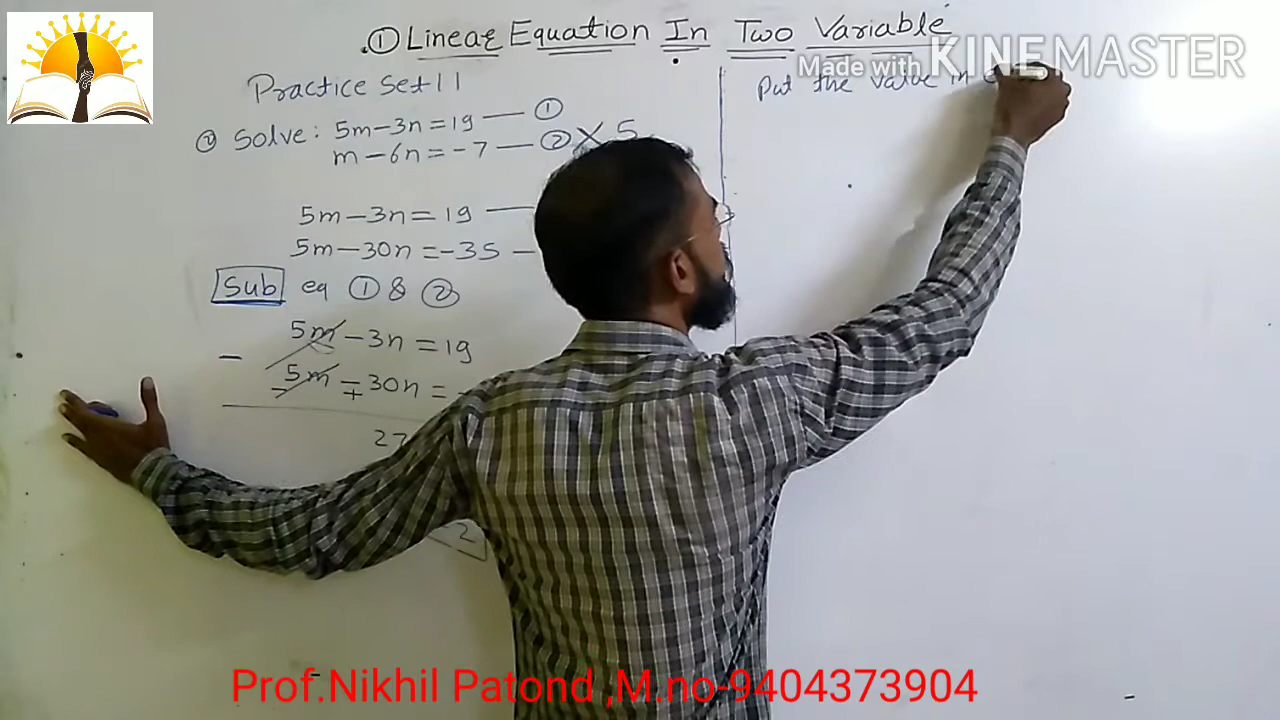 ① Linear Equation In Two Variable
Made with KINEMASTER
Practice Set 1.1
② Solve: 5m – 3n = 19 — ①
m – 6n = –7 — ② × 5
5m – 3n = 19 —
5m – 30n = –35 –
Sub eq ① & ②
5m – 3n = 19
–
5m – 30n =
– +
27
2
Put the value in
Prof.Nikhil Patond ,M.no-9404373904